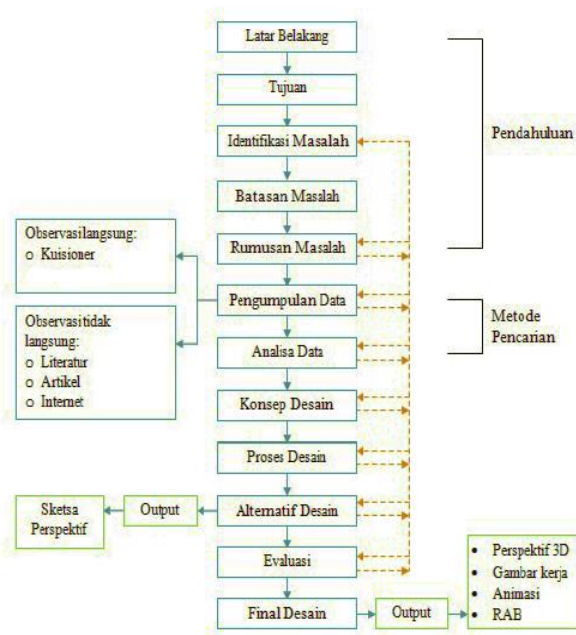 Latar Belakang
Tujuan
Identifikasi Masalah
Batasan Masalah
Rumusan Masalah
Pendahuluan
Observasilangsung:
o Kuisioner
Observasitidak
langsung:
o Literatur
o Artikel
o Internet
Pengumpulan Data
Analisa Data
Metode
Pencarian
Konsep Desain
Proses Desain
Alternatif Desain
Output
Sketsa
Perspektif
Evaluasi
Final Desain
Output
• Perspektif 3D
• Gambar kerja
• Animasi
• RAB